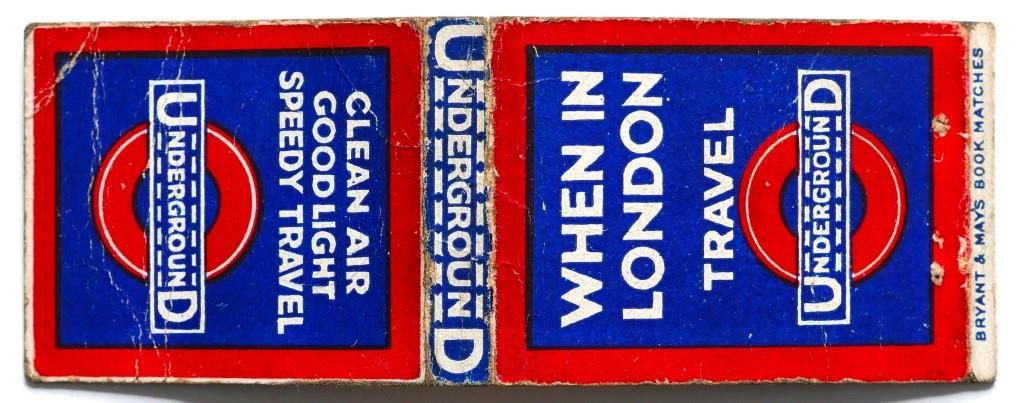 WHEN IN
LONDON
TRAVEL
UNDERGROUND
BRYANT & MAYS BOOK MATCHES
UNDERGROUND
CLEAN AIR
GOOD LIGHT
SPEEDY TRAVEL
UNDERGROUND